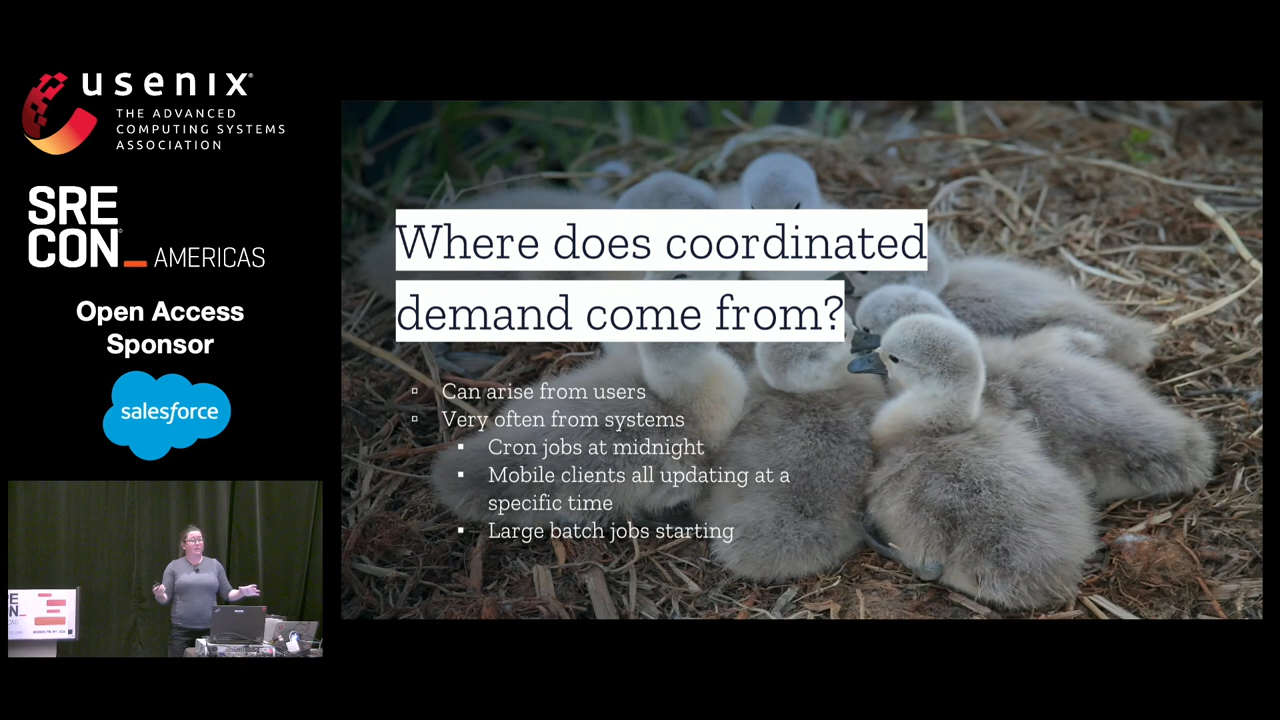 usenix®
THE ADVANCED
COMPUTING SYSTEMS
ASSOCIATION
SRE
CON_ AMERICAS
Open Access
Sponsor
salesforce
Where does coordinated
demand come from?
▫ Can arise from users
▫ Very often from systems
▪ Cron jobs at midnight
▪ Mobile clients all updating at a
specific time
▪ Large batch jobs starting